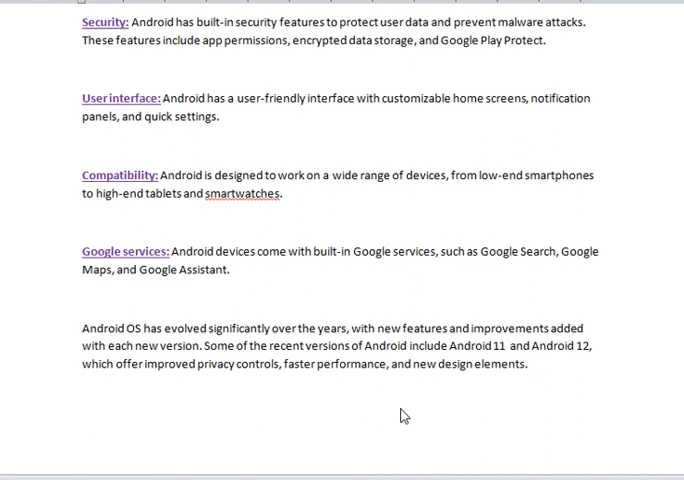 Security: Android has built-in security features to protect user data and prevent malware attacks.
These features include app permissions, encrypted data storage, and Google Play Protect.
User interface: Android has a user-friendly interface with customizable home screens, notification
panels, and quick settings.
Compatibility: Android is designed to work on a wide range of devices, from low-end smartphones
to high-end tablets and smartwatches.
Google services: Android devices come with built-in Google services, such as Google Search, Google
Maps, and Google Assistant.
Android OS has evolved significantly over the years, with new features and improvements added
with each new version. Some of the recent versions of Android include Android 11 and Android 12,
which offer improved privacy controls, faster performance, and new design elements.